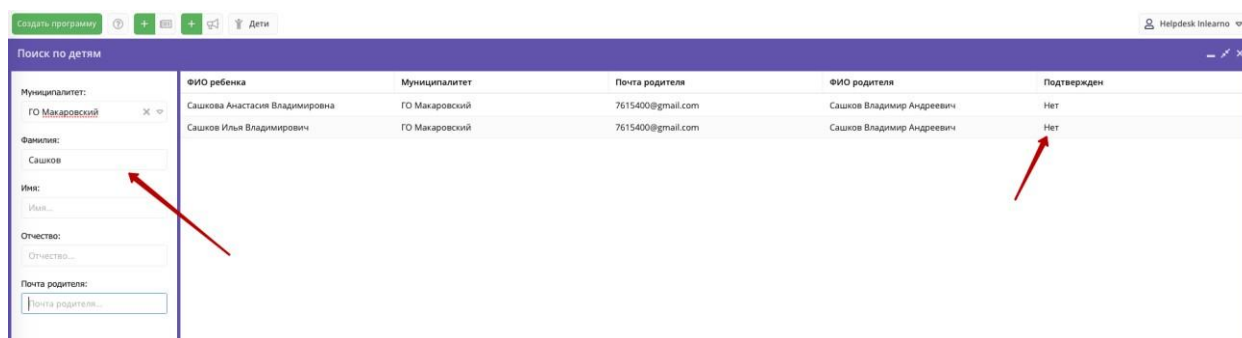 Создать программу ? + + Дети Helpdesk Inlearno
Поиск по детям
Муниципалитет:
ГО Макаровский
Фамилия:
Сашков
Имя:
Имя...
Отчество:
Отчество...
Почта родителя:
Почта родителя...
ФИО ребенка Муниципалитет Почта родителя ФИО родителя Подтвержден
Сашкова Анастасия Владимировна ГО Макаровский 7615400@gmail.com Сашков Владимир Андреевич Нет
Сашков Илья Владимирович ГО Макаровский 7615400@gmail.com Сашков Владимир Андреевич Нет